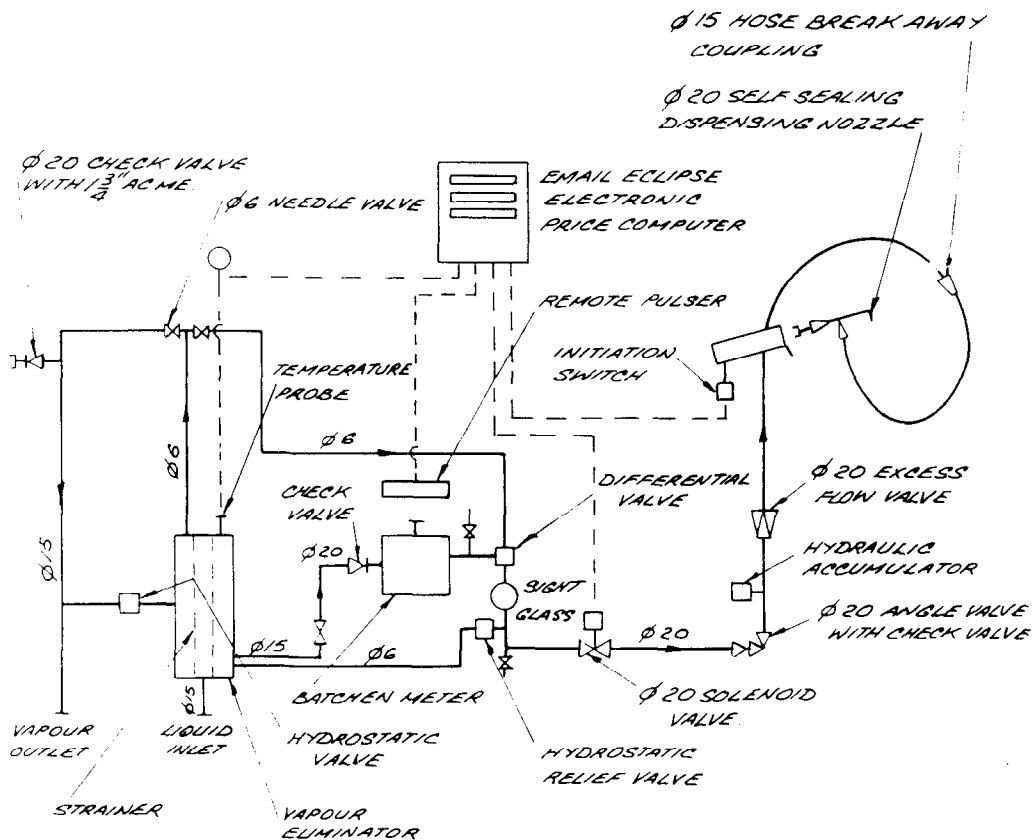 Ø15 HOSE BREAK AWAY
COUPLING
Ø20 SELF SEALING
DISPENSING NOZZLE
Ø20 CHECK VALVE
WITH 1 3/4" ACME
Ø6 NEEDLE VALVE
EMAIL ECLIPSE
ELECTRONIC
PRICE COMPUTER
REMOTE PULSER
INITIATION
SWITCH
TEMPERATURE
PROBE
Ø6
Ø6
DIFFERENTIAL
VALVE
Ø20 EXCESS
FLOW VALVE
CHECK
VALVE
Ø20
Ø15
HYDRAULIC
ACCUMULATOR
SIGHT
GLASS
Ø20 ANGLE VALVE
WITH CHECK VALVE
Ø20
Ø15
Ø6
Ø15
BATCHEN METER
Ø20 SOLENOID
VALVE
VAPOUR
OUTLET
LIQUID
INLET
HYDROSTATIC
VALVE
HYDROSTATIC
RELIEF VALVE
STRAINER
VAPOUR
ELIMINATOR